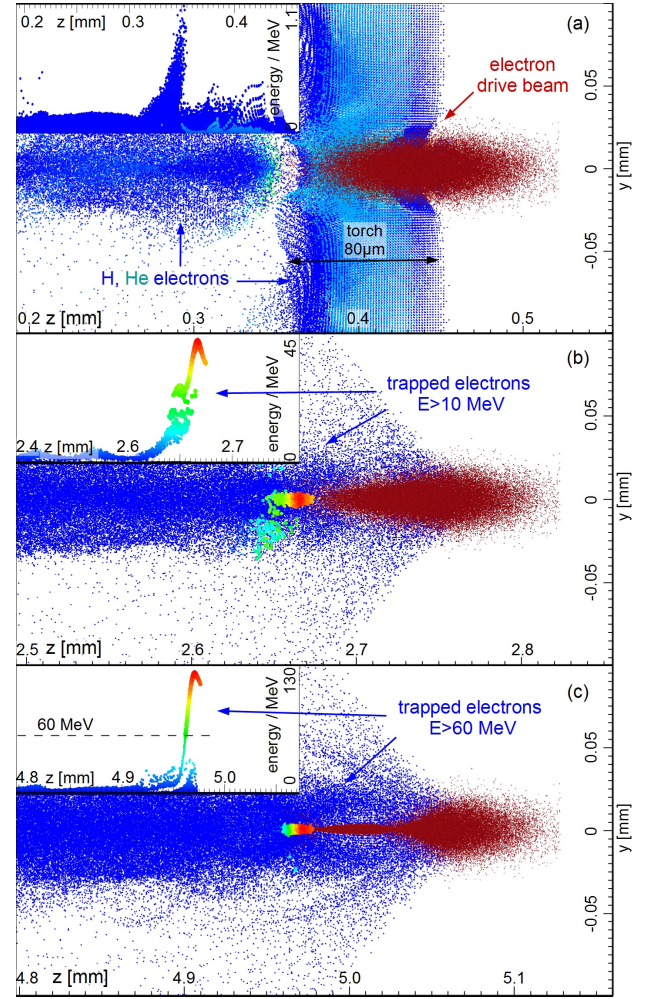 0.2 z [mm] 0.3 0.4
energy / MeV
1.1
0
(a)
electron
drive beam
0.05
0
-0.05
y [mm]
torch
80µm
H, He electrons
0.2 z [mm] 0.3 0.4 0.5
(b)
45
energy / MeV
0
2.4 z [mm] 2.6 2.7
trapped electrons
E>10 MeV
0.05
0
-0.05
y [mm]
2.5 z [mm] 2.6 2.7 2.8
(c)
130
energy / MeV
0
60 MeV
4.8 z [mm] 4.9 5.0
trapped electrons
E>60 MeV
0.05
0
-0.05
y [mm]
4.8 z [mm] 4.9 5.0 5.1